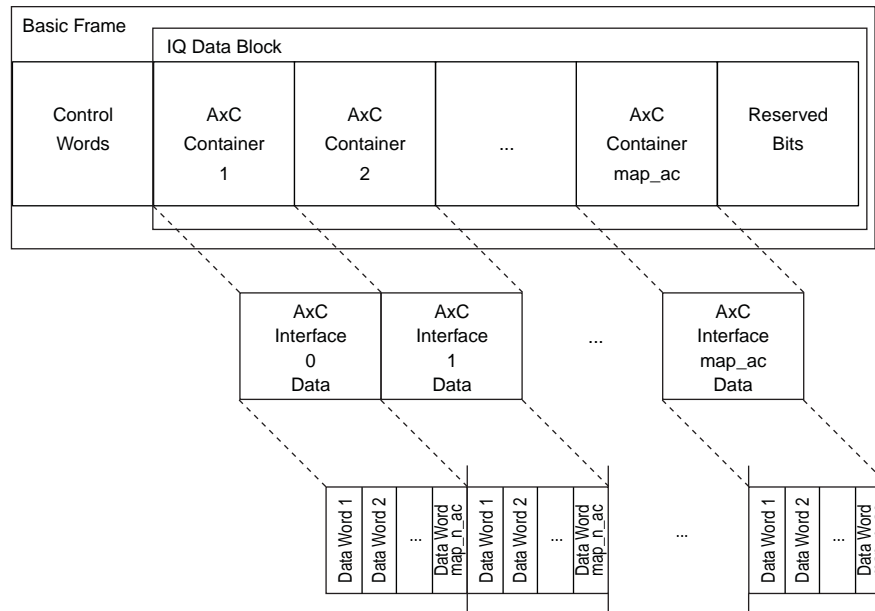 Basic Frame
IQ Data Block
Control
Words
AxC
Container
1
AxC
Container
2
...
AxC
Container
map_ac
Reserved
Bits
AxC
Interface
0
Data
AxC
Interface
1
Data
...
AxC
Interface
map_ac
Data
Data Word 1
Data Word 2
...
Data Word
map_n_ac
Data Word 1
Data Word 2
...
Data Word
map_n_ac
...
Data Word 1
Data Word 2
...
Data Word